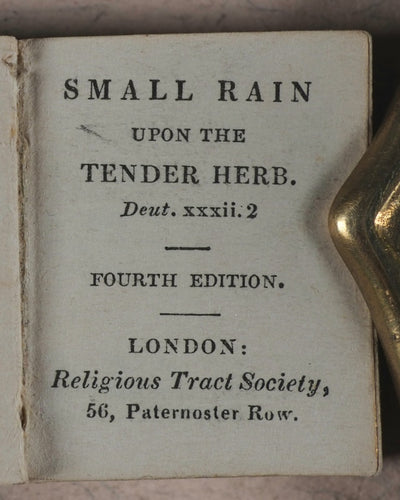 SMALL RAIN
UPON THE
TENDER HERB.
Deut. xxxii. 2
FOURTH EDITION.
LONDON:
Religious Tract Society,
56, Paternoster Row.